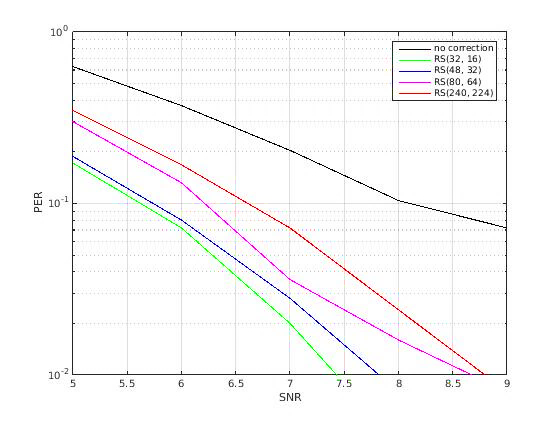 10^0
10^-1
10^-2
PER
no correction
RS(32, 16)
RS(48, 32)
RS(80, 64)
RS(240, 224)
5 5.5 6 6.5 7 7.5 8 8.5 9
SNR